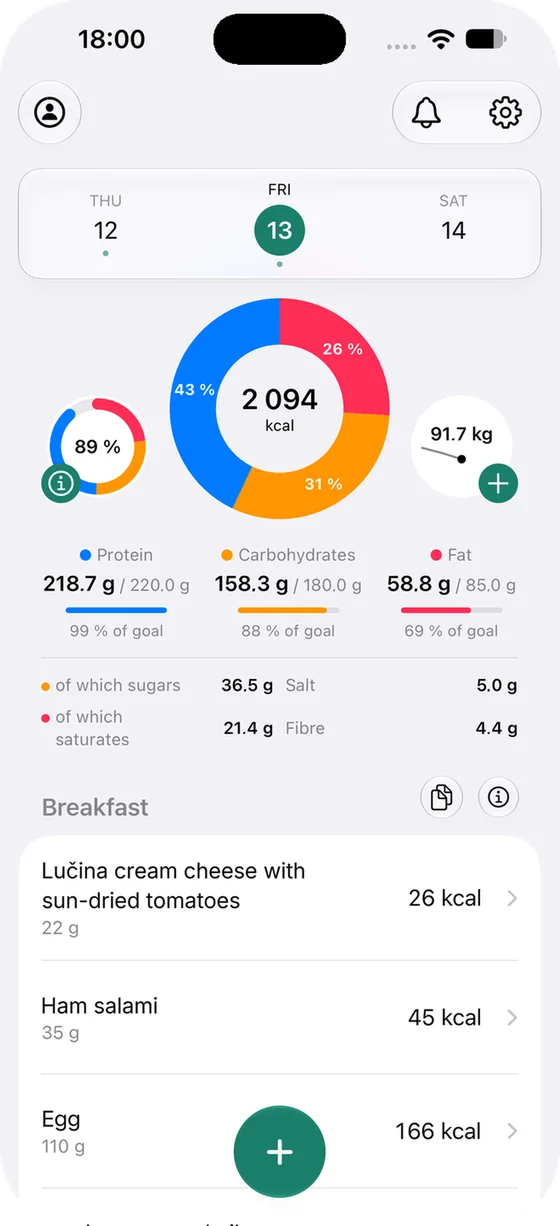 18:00
THU
FRI
SAT
12
13
14
43 %
26 %
31 %
2 094
kcal
89 %
91.7 kg
Protein
Carbohydrates
Fat
218.7 g / 220.0 g
158.3 g / 180.0 g
58.8 g / 85.0 g
99 % of goal
88 % of goal
69 % of goal
of which sugars 36.5 g
Salt 5.0 g
of which
saturates
21.4 g
Fibre 4.4 g
Breakfast
Lučina cream cheese with
sun-dried tomatoes
22 g
26 kcal
Ham salami
35 g
45 kcal
Egg
110 g
166 kcal